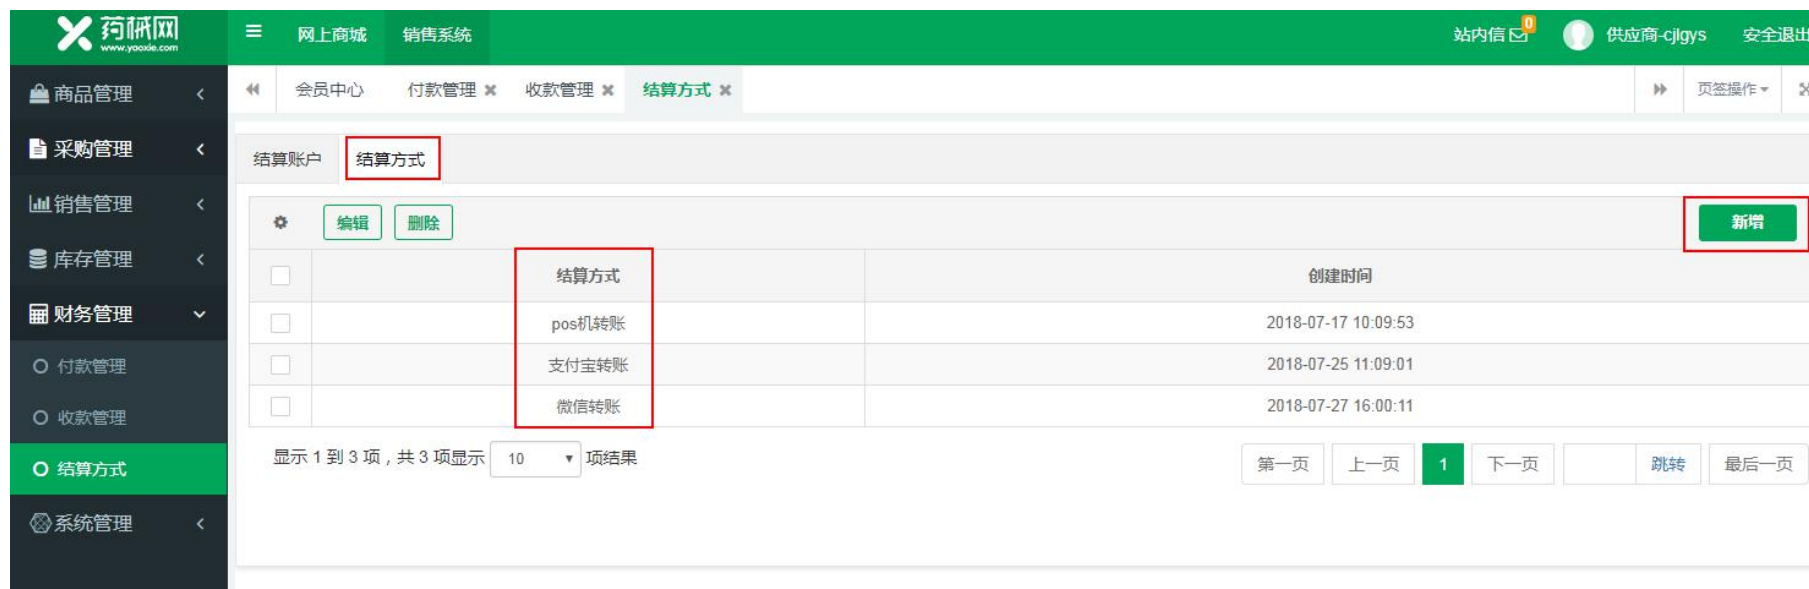 药械网
www.yaoxie.com
网上商城 销售系统
站内信 0 供应商-cjlgys 安全退出
商品管理
采购管理
销售管理
库存管理
财务管理
付款管理
收款管理
结算方式
系统管理
会员中心 付款管理 收款管理 结算方式
页签操作
结算账户 结算方式
编辑 删除 新增
结算方式 创建时间
pos机转账 2018-07-17 10:09:53
支付宝转账 2018-07-25 11:09:01
微信转账 2018-07-27 16:00:11
显示 1 到 3 项，共 3 项显示 10 项结果
第一页 上一页 1 下一页 跳转 最后一页